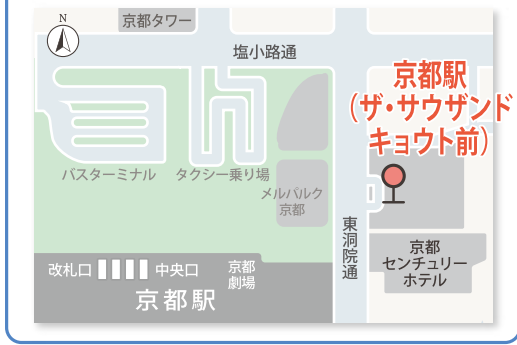 N
京都タワー
塩小路通
京都駅
(ザ・サウザンド
キョウト前)
バスターミナル
タクシー乗り場
メルパルク
京都
東洞院通
京都
センチュリー
ホテル
改札口
中央口
京都
劇場
京都駅